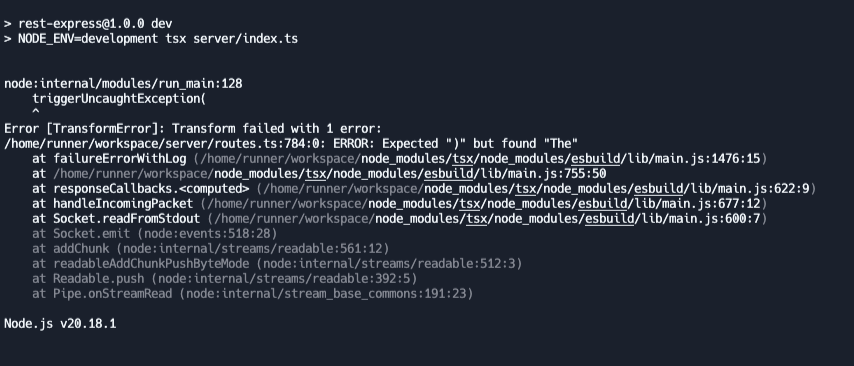 > rest-express@1.0.0 dev
> NODE_ENV=development tsx server/index.ts
node:internal/modules/run_main:128
    triggerUncaughtException(
    ^
Error [TransformError]: Transform failed with 1 error:
/home/runner/workspace/server/routes.ts:784:0: ERROR: Expected ")" but found "The"
    at failureErrorWithLog (/home/runner/workspace/node_modules/tsx/node_modules/esbuild/lib/main.js:1476:15)
    at /home/runner/workspace/node_modules/tsx/node_modules/esbuild/lib/main.js:755:50
    at responseCallbacks.<computed> (/home/runner/workspace/node_modules/tsx/node_modules/esbuild/lib/main.js:622:9)
    at handleIncomingPacket (/home/runner/workspace/node_modules/tsx/node_modules/esbuild/lib/main.js:677:12)
    at Socket.readFromStdout (/home/runner/workspace/node_modules/tsx/node_modules/esbuild/lib/main.js:600:7)
    at Socket.emit (node:events:518:28)
    at addChunk (node:internal/streams/readable:561:12)
    at readableAddChunkPushByteMode (node:internal/streams/readable:512:3)
    at Readable.push (node:internal/streams/readable:392:5)
    at Pipe.onStreamRead (node:internal/stream_base_commons:191:23)
Node.js v20.18.1